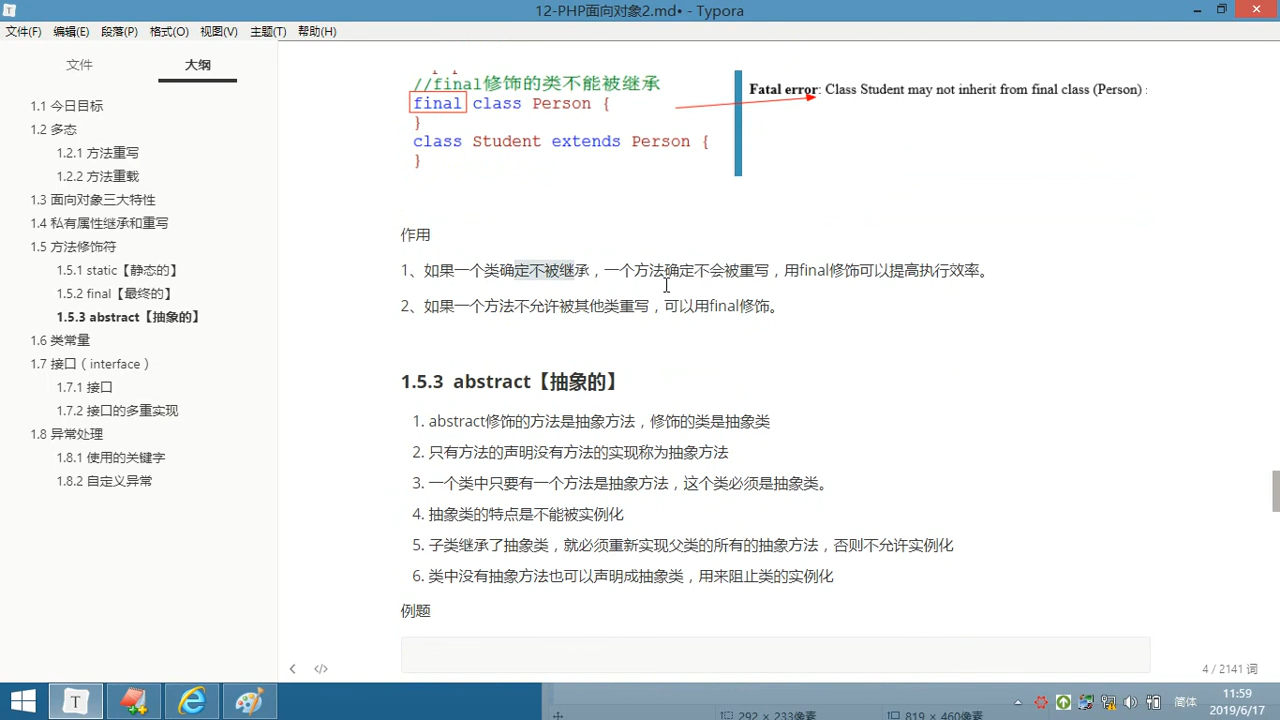 12-PHP面向对象2.md• - Typora
文件(F) 编辑(E) 段落(P) 格式(O) 视图(V) 主题(T) 帮助(H)
文件 大纲
1.1 今日目标
1.2 多态
1.2.1 方法重写
1.2.2 方法重载
1.3 面向对象三大特性
1.4 私有属性继承和重写
1.5 方法修饰符
1.5.1 static【静态的】
1.5.2 final【最终的】
1.5.3 abstract【抽象的】
1.6 类常量
1.7 接口（interface）
1.7.1 接口
1.7.2 接口的多重实现
1.8 异常处理
1.8.1 使用的关键字
1.8.2 自定义异常
//final修饰的类不能被继承
final class Person {
}
class Student extends Person {
}
Fatal error: Class Student may not inherit from final class (Person)
作用
1、如果一个类确定不被继承，一个方法确定不会被重写，用final修饰可以提高执行效率。
2、如果一个方法不允许被其他类重写，可以用final修饰。
1.5.3 abstract【抽象的】
1. abstract修饰的方法是抽象方法，修饰的类是抽象类
2. 只有方法的声明没有方法的实现称为抽象方法
3. 一个类中只要有一个方法是抽象方法，这个类必须是抽象类。
4. 抽象类的特点是不能被实例化
5. 子类继承了抽象类，就必须重新实现父类的所有的抽象方法，否则不允许实例化
6. 类中没有抽象方法也可以声明成抽象类，用来阻止类的实例化
例题
4 / 2141 词
292 × 233像素
819 × 460像素
简体
11:59
2019/6/17